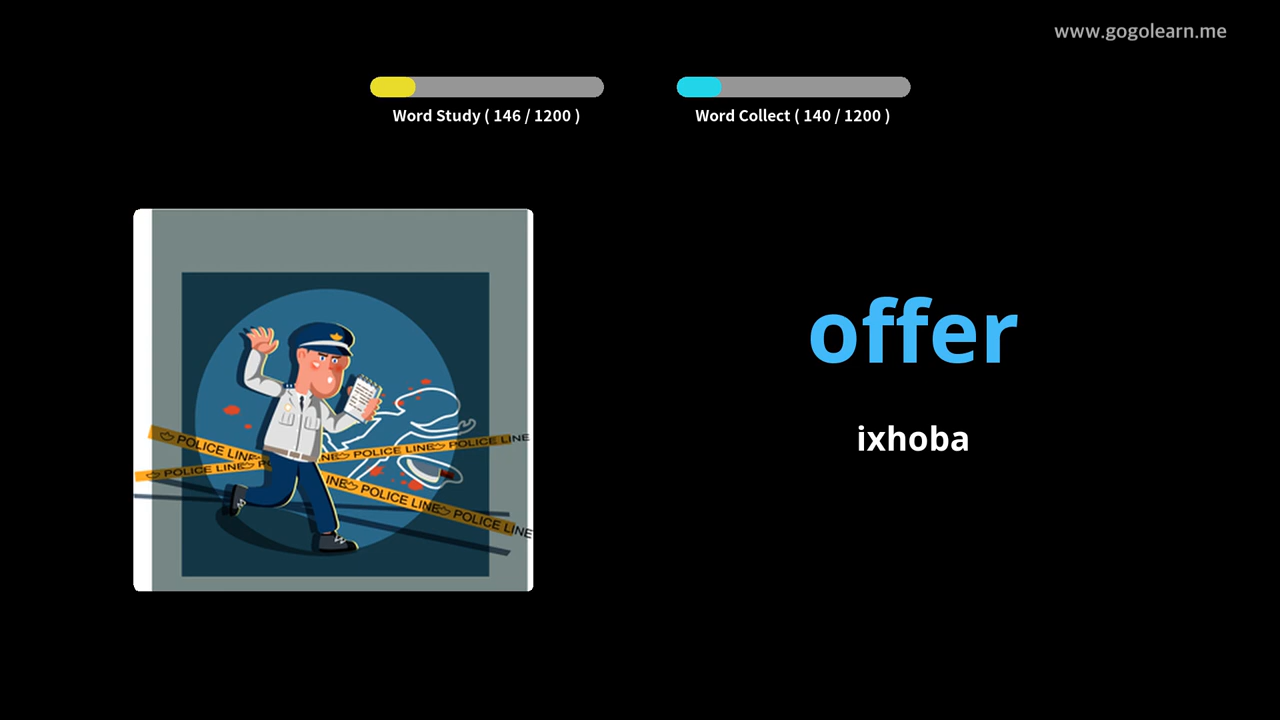 www.gogolearn.me
Word Study ( 146 / 1200 )
Word Collect ( 140 / 1200 )
offer
ixhoba
POLICE LINE POLICE LINE POLICE LINE
POLICE LINE
POLICE LINE POLICE LINE